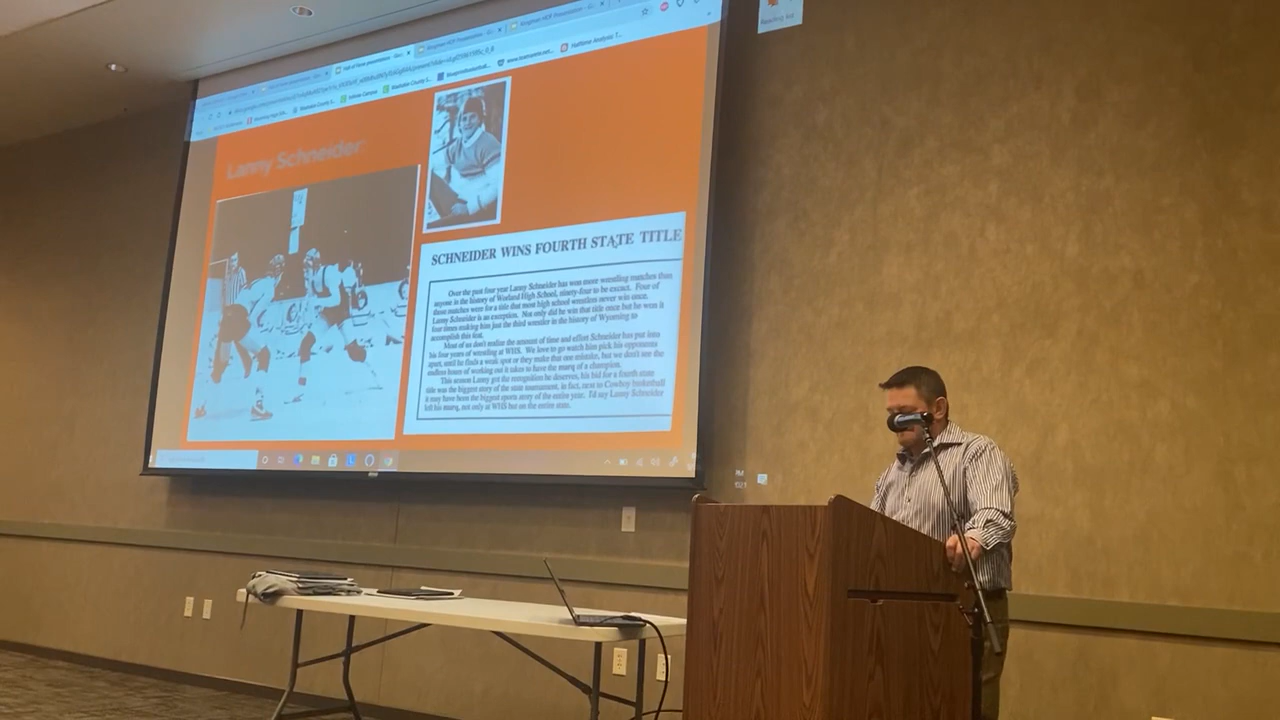 Lanny Schneider:
SCHNEIDER WINS FOURTH STATE TITLE
Over the past four year Lanny Schneider has won more wrestling matches than
anyone in the history of Worland High School, ninety-four to be excact. Four of
those matches were for a title that most high school wrestlers never win once.
Lanny Schneider is an exception. Not only did he win that title once but he won it
four times making him just the third wrestler in the history of Wyoming to
accomplish this feat.
Most of us don't realize the amount of time and effort Schneider has put into
his four years of wrestling at WHS. We love to go watch him pick his opponents
apart, until he finds a weak spot or they make that one mistake, but we don't see the
endless hours of working out it takes to have the marq of a champion.
This season Lanny got the recognition he deserves, his bid for a fourth state
title was the biggest story of the state tournament. in fact, next to Cowboy basketball
it may have been the biggest sports story of the entire year. I'd say Lanny Schneider
left his marq, not only at WHS but on the entire state.
Reading list